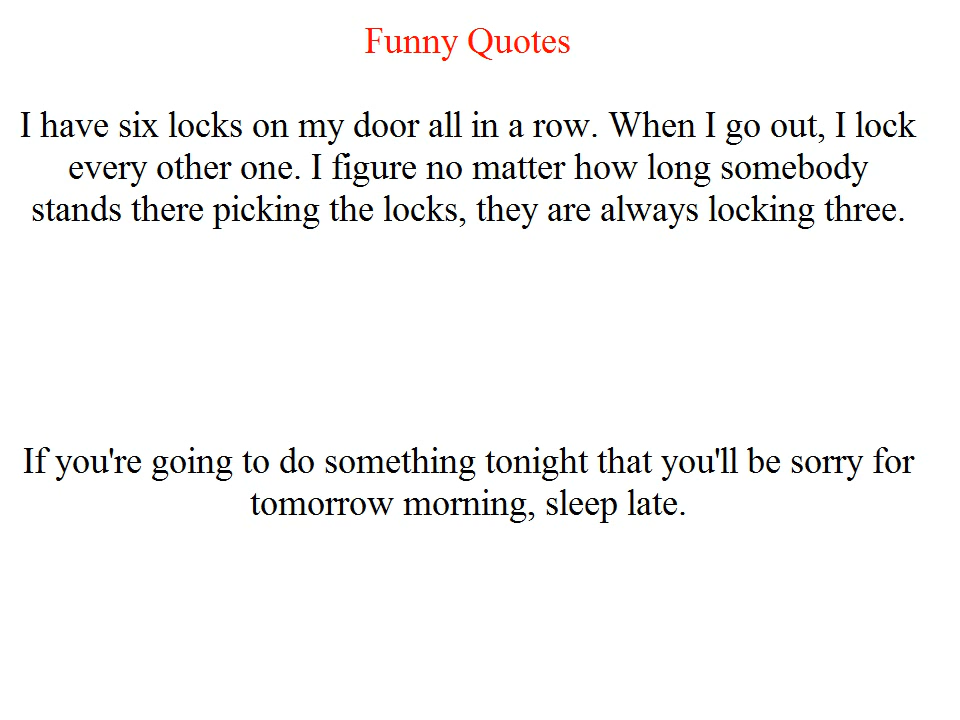 Funny Quotes
I have six locks on my door all in a row. When I go out, I lock
every other one. I figure no matter how long somebody
stands there picking the locks, they are always locking three.
If you're going to do something tonight that you'll be sorry for
tomorrow morning, sleep late.